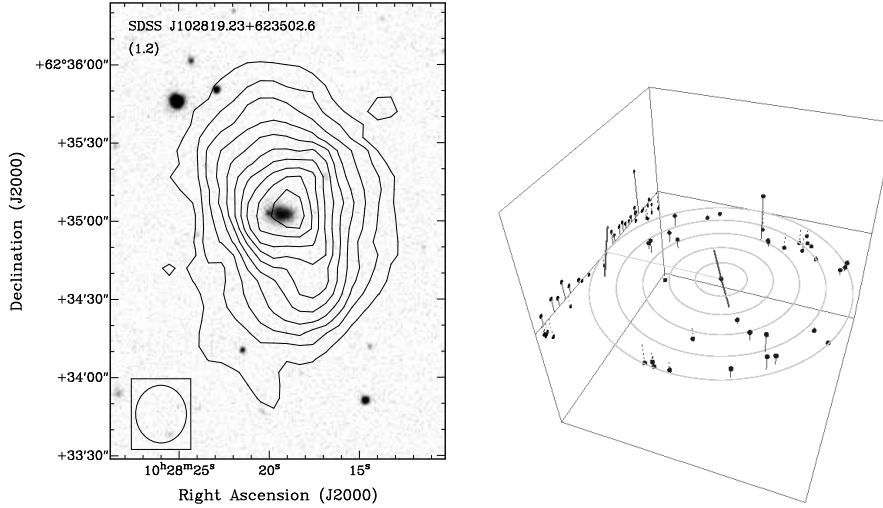 SDSS J102819.23+623502.6
(1.2)
+62°36′00″
+35′30″
+35′00″
+34′30″
+34′00″
+33′30″
Declination (J2000)
10ʰ28ᵐ25ˢ 20ˢ 15ˢ
Right Ascension (J2000)